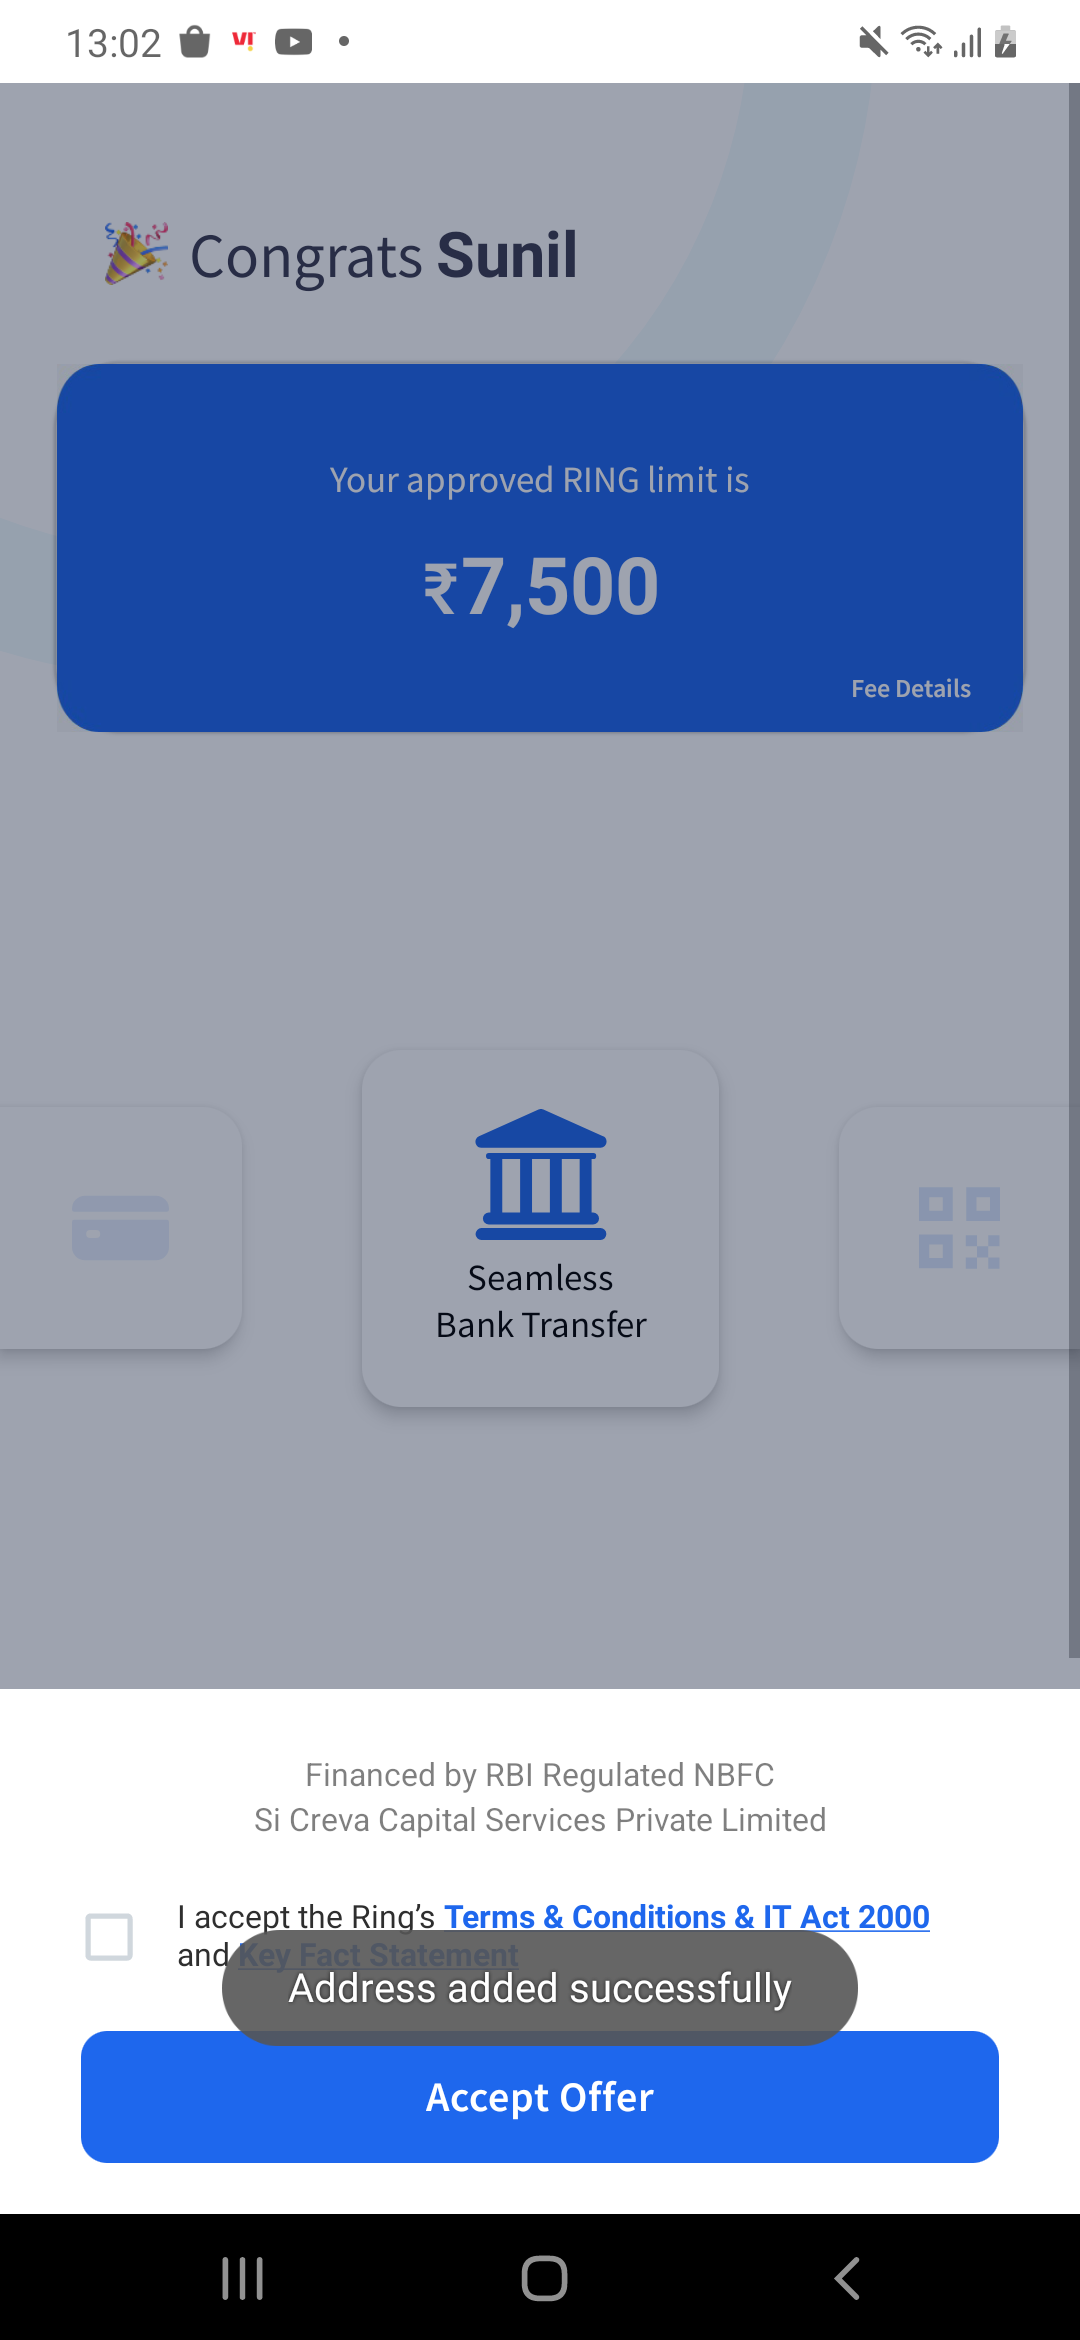 13:02
VI
Congrats Sunil
Your approved RING limit is
₹7,500
Fee Details
Seamless
Bank Transfer
Financed by RBI Regulated NBFC
Si Creva Capital Services Private Limited
I accept the Ring’s Terms & Conditions & IT Act 2000
and Key Fact Statement
Address added successfully
Accept Offer